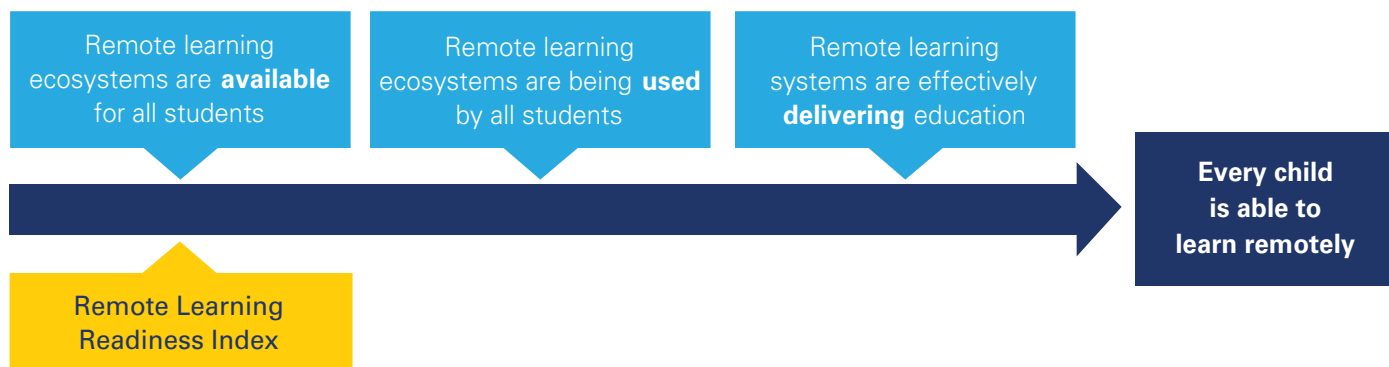 Remote learning
ecosystems are available
for all students
Remote learning
ecosystems are being used
by all students
Remote learning
systems are effectively
delivering education
Every child
is able to
learn remotely
Remote Learning
Readiness Index